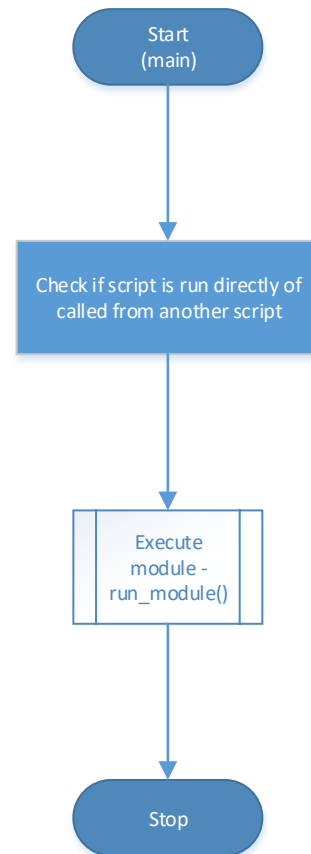 Start
(main)
Check if script is run directly of
called from another script
Execute
module -
run_module()
Stop